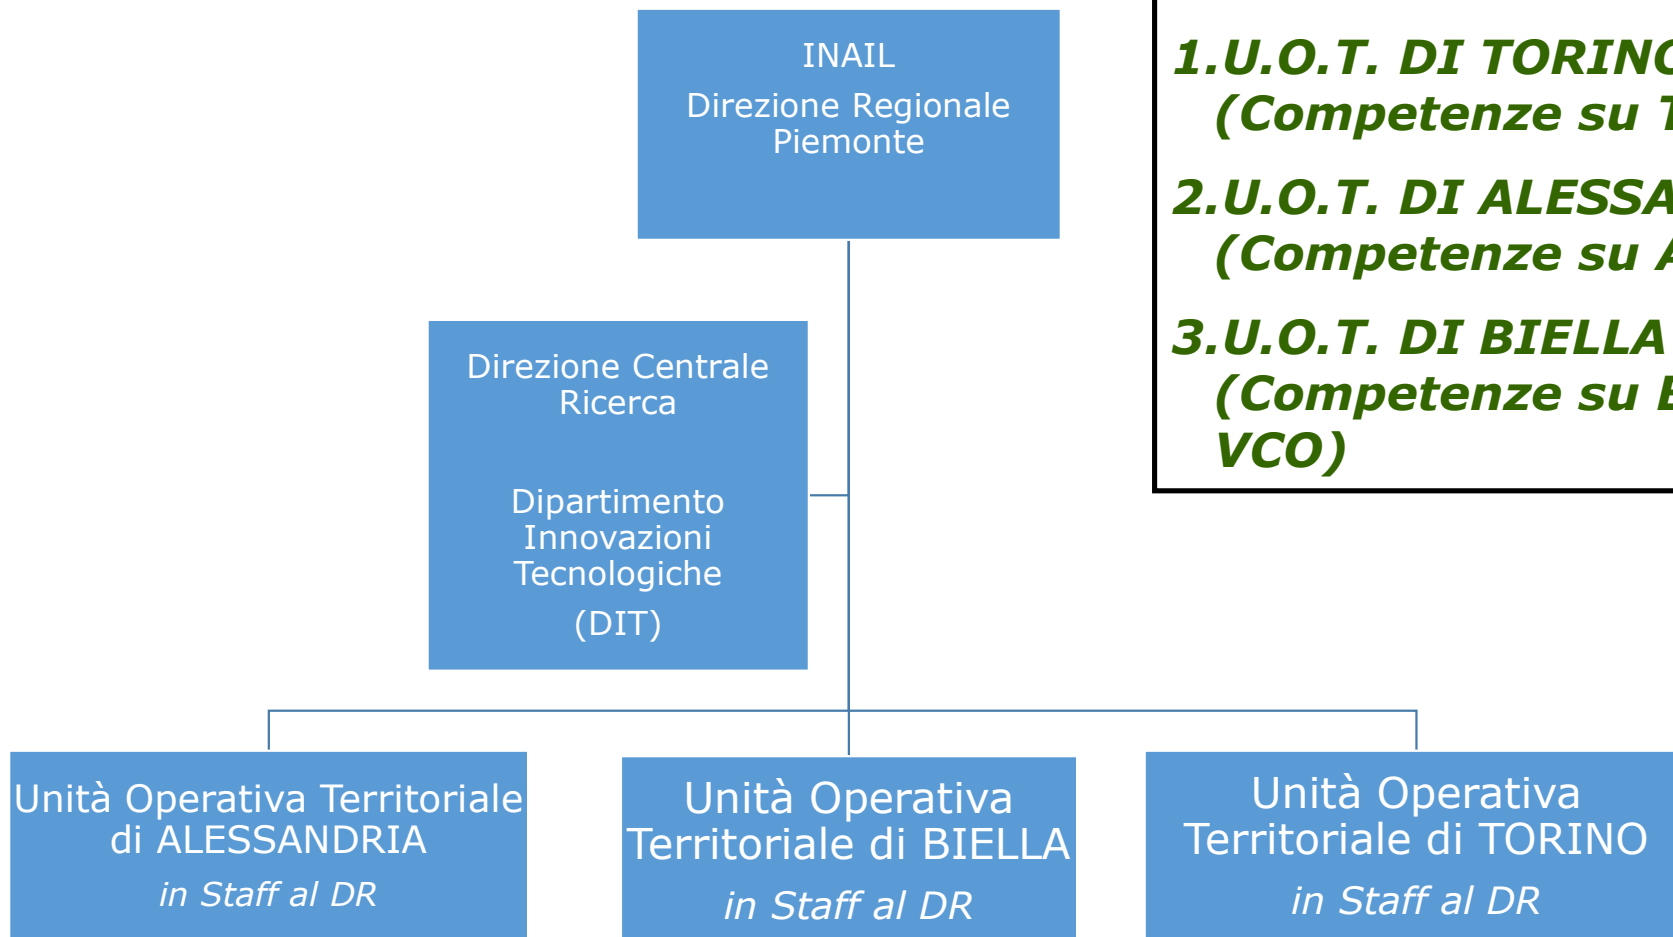 INAIL
Direzione Regionale
Piemonte
1.U.O.T. DI TORINO
(Competenze su
2.U.O.T. DI
(Competenze su
3.U.O.T. DI BIELLA
(Competenze su
VCO)
Direzione Centrale
Ricerca
Dipartimento
Innovazioni
Tecnologiche
(DIT)
Unità Operativa Territoriale
di ALESSANDRIA
in Staff al DR
Unità Operativa
Territoriale di BIELLA
in Staff al DR
Unità Operativa
Territoriale di TORINO
in Staff al DR